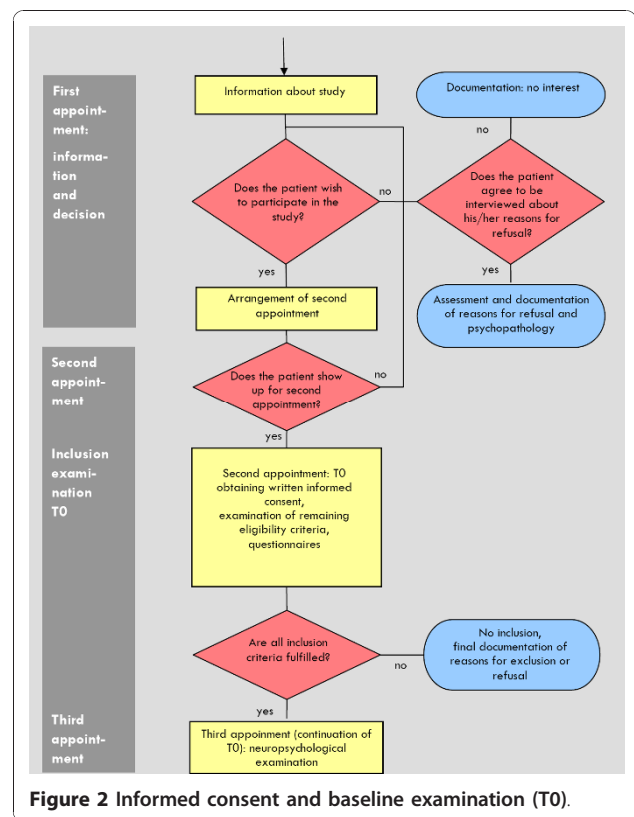 First
appoint-
ment:
informa-
tion
and
decision
Information about study
Documentation: no interest
no
Does the patient wish
to participate in the
study?
no
Does the patient
agree to be
interviewed about
his/her reasons for
refusal?
yes
yes
Arrangement of second
appointment
Assessment and documentation
of reasons for refusal and
psychopathology
Second
appoint-
ment
Does the patient show
up for second
appointment?
no
yes
Inclusion
exami-
nation
T0
Second appointment: T0
obtaining written informed
consent,
examination of remaining
eligibility criteria,
questionnaires
Are all inclusion
criteria fulfilled?
no
No inclusion,
final documentation of
reasons for exclusion or
refusal
yes
Third
appoint-
ment
Third appoinment (continuation of
T0): neuropsychological
examination
Figure 2 Informed consent and baseline examination (T0).